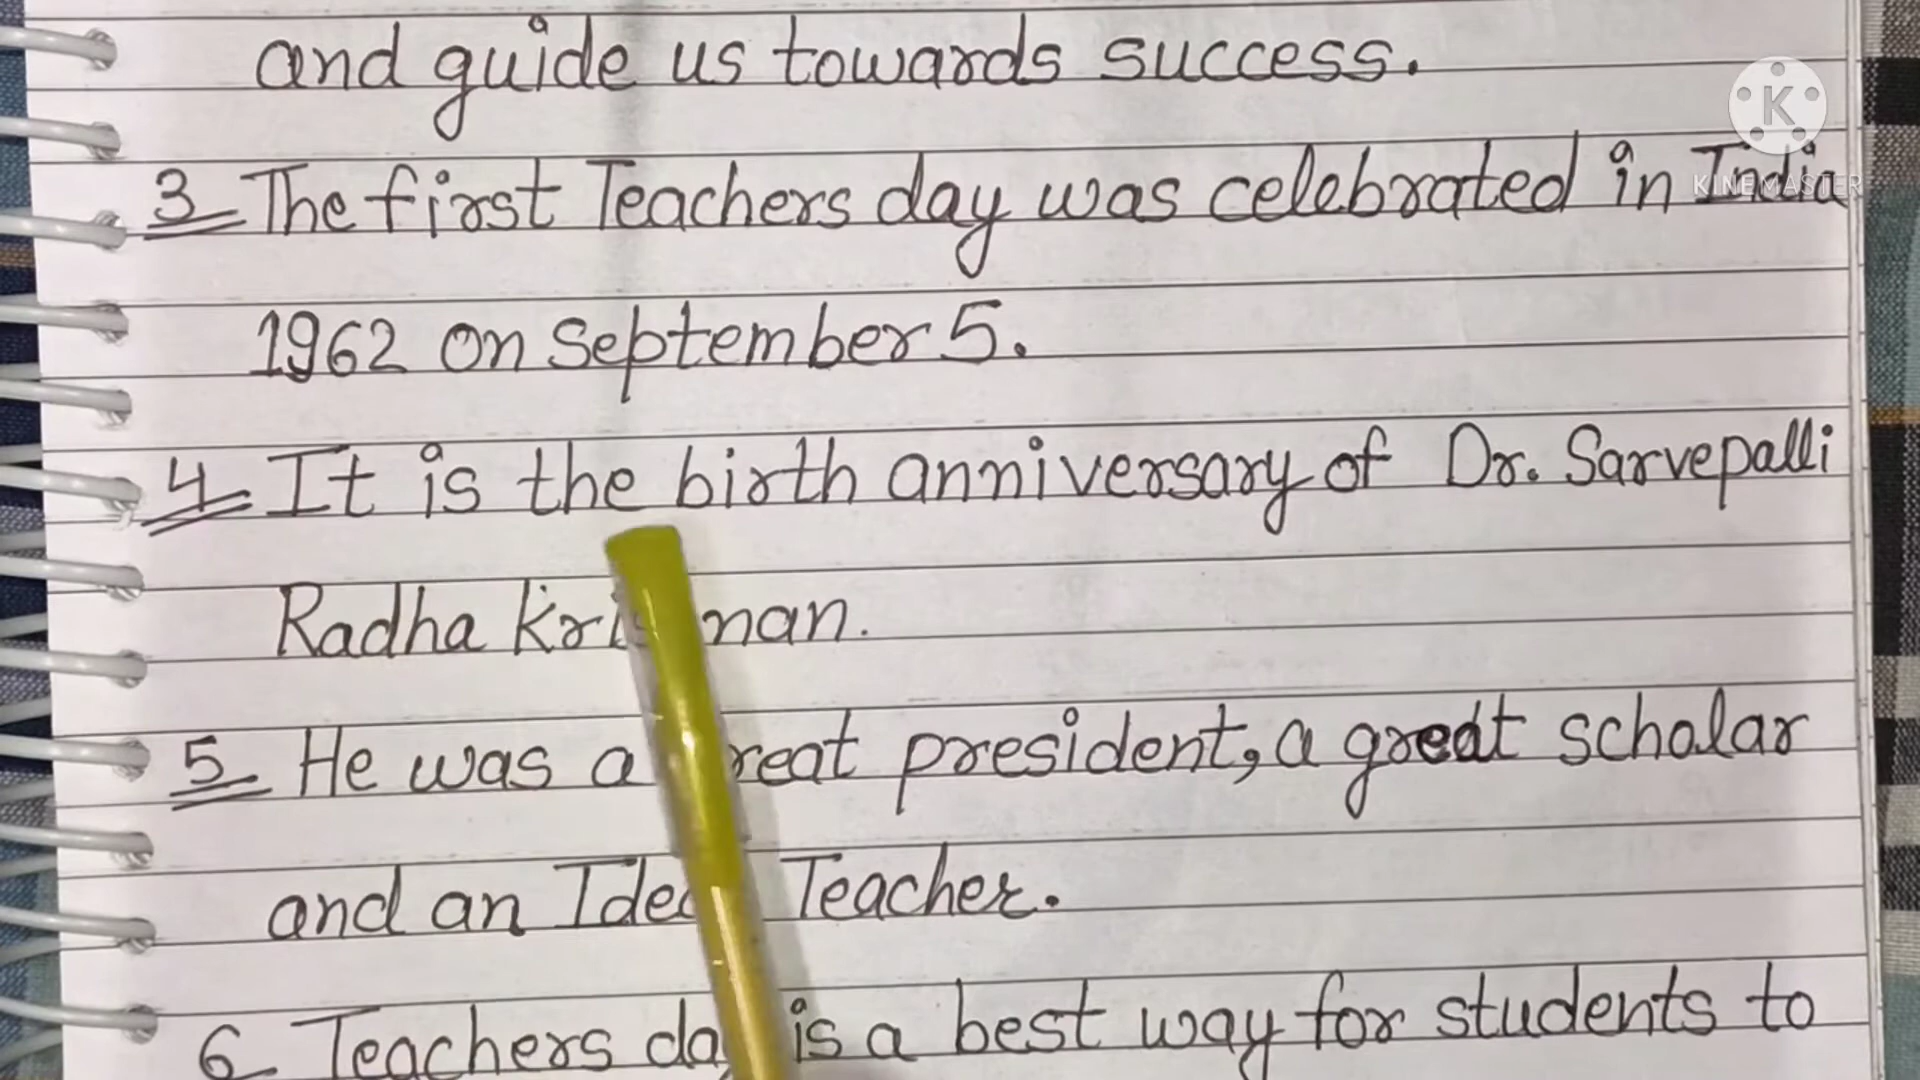 and guide us towards success.
3 The first Teachers day was celebrated in India
1962 on September 5.
4 It is the birth anniversary of Dr. Sarvepalli
Radha nan.
5 He was a president, a great scholar
and an Teacher.
6 Teachers is a best way for students to
K
KINEMASTER